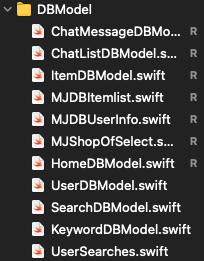 DBModel
ChatMessageDBMo... R
ChatListDBModel.s... R
ItemDBModel.swift R
MJDBItemlist.swift R
MJDBUserInfo.swift R
MJShopOfSelect.sw... R
HomeDBModel.swift R
UserDBModel.swift
SearchDBModel.swift
KeywordDBModel.swift
UserSearches.swift